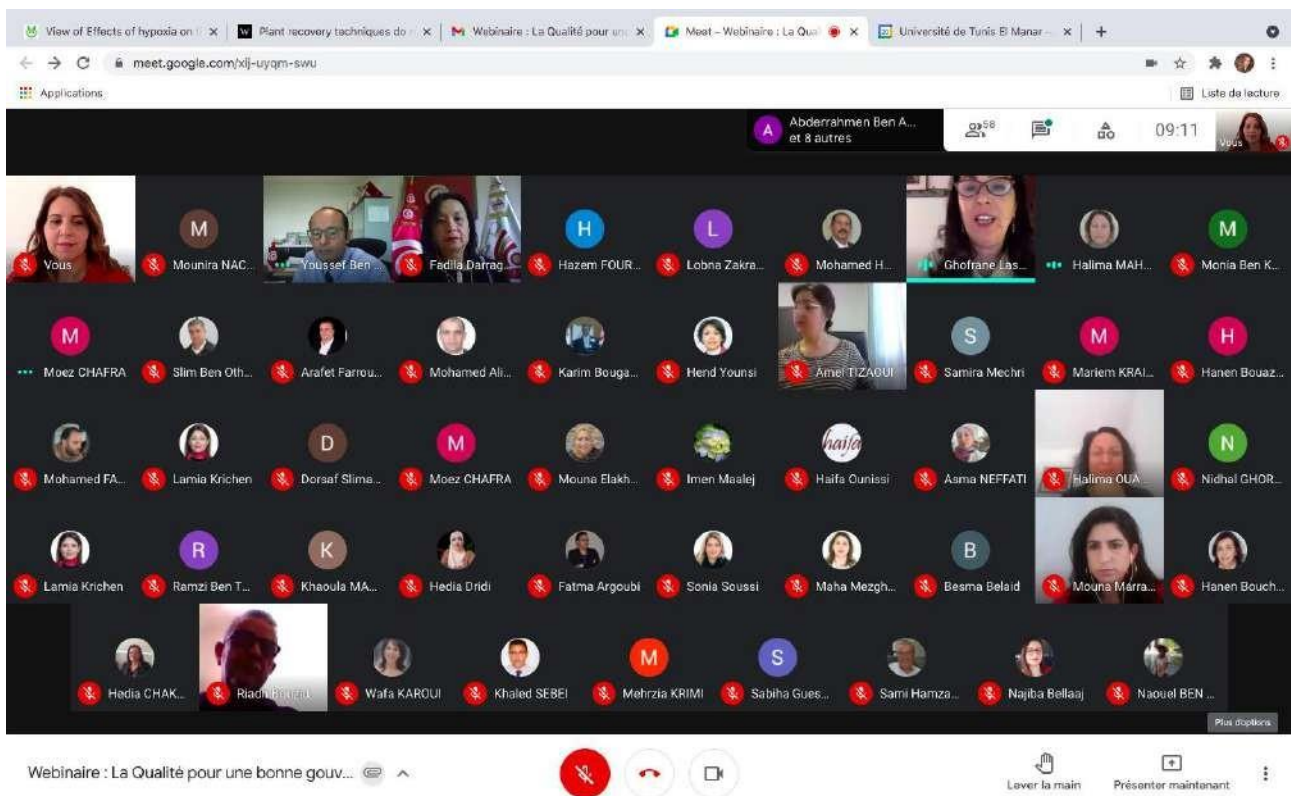 View of Effects of hypoxia on t
Plant recovery techniques do n
Webinaire : La Qualité pour un
Meet – Webinaire : La Qua
Université de Tunis El Manar –
meet.google.com/xij-uyqm-swu
Applications
Liste de lecture
A
Abderrahmen Ben A...
et 8 autres
58
09:11
Vous
Vous
M
Mounira NAC...
Youssef Ben ...
Fadila Darrag...
H
Hazem FOUR...
L
Lobna Zakra...
Mohamed H...
Ghofrane Las...
Halima MAH...
M
Monia Ben K...
M
Moez CHAFRA
Slim Ben Oth...
Arafet Farrou...
Mohamed Ali...
Karim Bouga...
Hend Younsi
Amel TIZAOUI
S
Samira Mechri
M
Mariem KRAI...
H
Hanen Bouaz...
Mohamed FA...
Lamia Krichen
D
Dorsaf Slima...
M
Moez CHAFRA
Mouna Elakh...
Imen Maalej
haifa
Haifa Ounissi
Asma NEFFATI
Halima OUA...
N
Nidhal GHOR...
Lamia Krichen
R
Ramzi Ben T...
K
Khaoula MA...
Hedia Dridi
Fatma Argoubi
Sonia Soussi
Maha Mezgh...
B
Besma Belaid
Mouna Marra...
Hanen Bouch...
Hedia CHAK...
Riadh
Wafa KAROUI
Khaled SEBEI
M
Mehrzia KRIMI
S
Sabiha Gues...
Sami Hamza...
Najiba Bellaaj
Naouel BEN ...
Plus d'options
Webinaire : La Qualité pour une bonne gouv...
Lever la main
Présenter maintenant